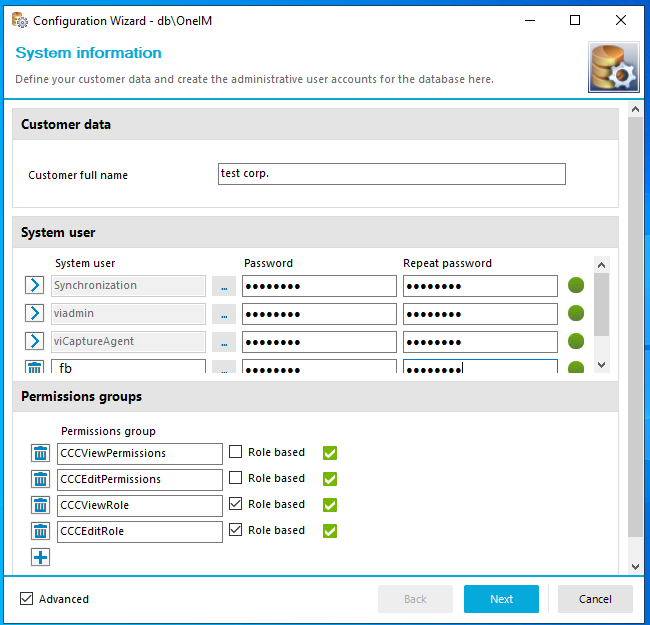 Configuration Wizard - db\OneIM
System information
Define your customer data and create the administrative user accounts for the database here.
Customer data
Customer full name test corp.
System user
System user Password Repeat password
Synchronization ... ●●●●●●●● ●●●●●●●●
viadmin ... ●●●●●●●● ●●●●●●●●
viCaptureAgent ... ●●●●●●●● ●●●●●●●●
fb ... ●●●●●●●● ●●●●●●●●
Permissions groups
Permissions group
CCCViewPermissions Role based
CCCEditPermissions Role based
CCCViewRole Role based
CCCEditRole Role based
Advanced Back Next Cancel